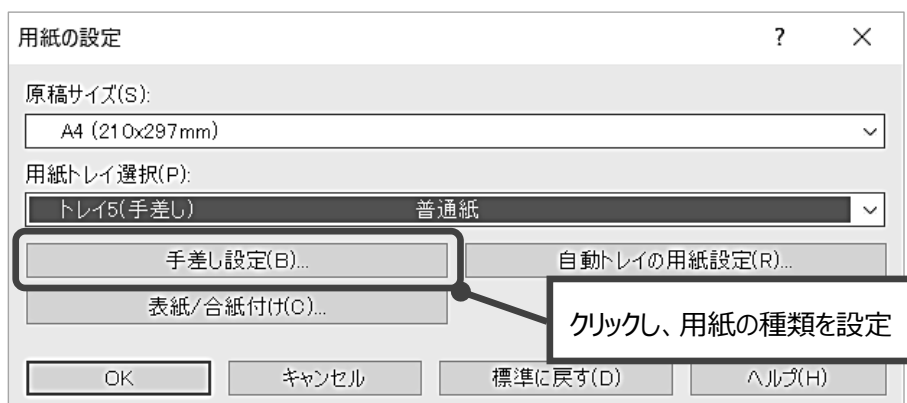 用紙の設定 ? ×
原稿サイズ(S):
A4 (210x297mm)
用紙トレイ選択(P):
トレイ5(手差し) 普通紙
手差し設定(B)... 自動トレイの用紙設定(R)...
表紙/合紙付け(C)...
クリックし、用紙の種類を設定
OK キャンセル 標準に戻す(D) ヘルプ(H)